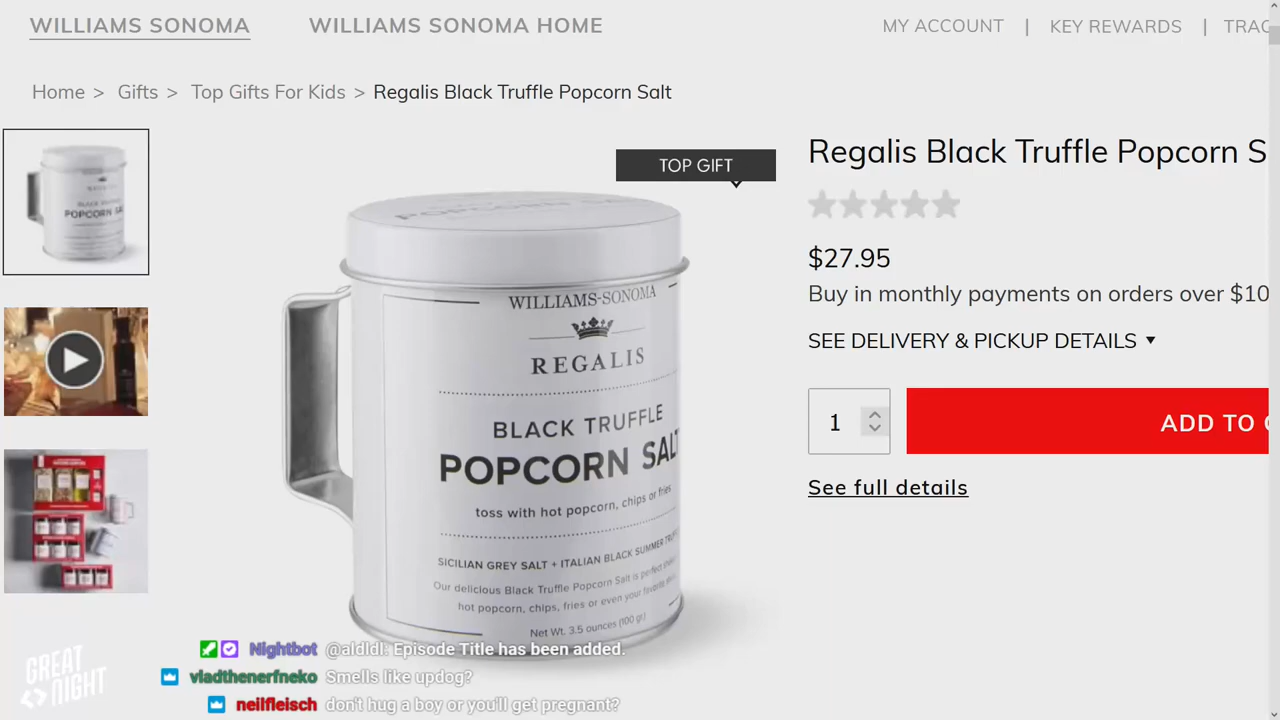 WILLIAMS SONOMA
WILLIAMS SONOMA HOME
MY ACCOUNT | KEY REWARDS | TRAC
Home > Gifts > Top Gifts For Kids > Regalis Black Truffle Popcorn Salt
TOP GIFT
Regalis Black Truffle Popcorn S
$27.95
Buy in monthly payments on orders over $10
SEE DELIVERY & PICKUP DETAILS
1
ADD TO
See full details
WILLIAMS-SONOMA
REGALIS
BLACK TRUFFLE
POPCORN SALT
toss with hot popcorn, chips or fries
SICILIAN GREY SALT + ITALIAN BLACK SUMMER
Our delicious Black Truffle Popcorn Salt is perfect
hot popcorn, chips, fries or even your favorite
Net Wt. 3.5 ounces (100 gr)
Nightbot @aldldl: Episode Title has been added.
vladthenerfneko Smells like updog?
neilfleisch don't hug a boy or you'll get pregnant?
GREAT
NIGHT